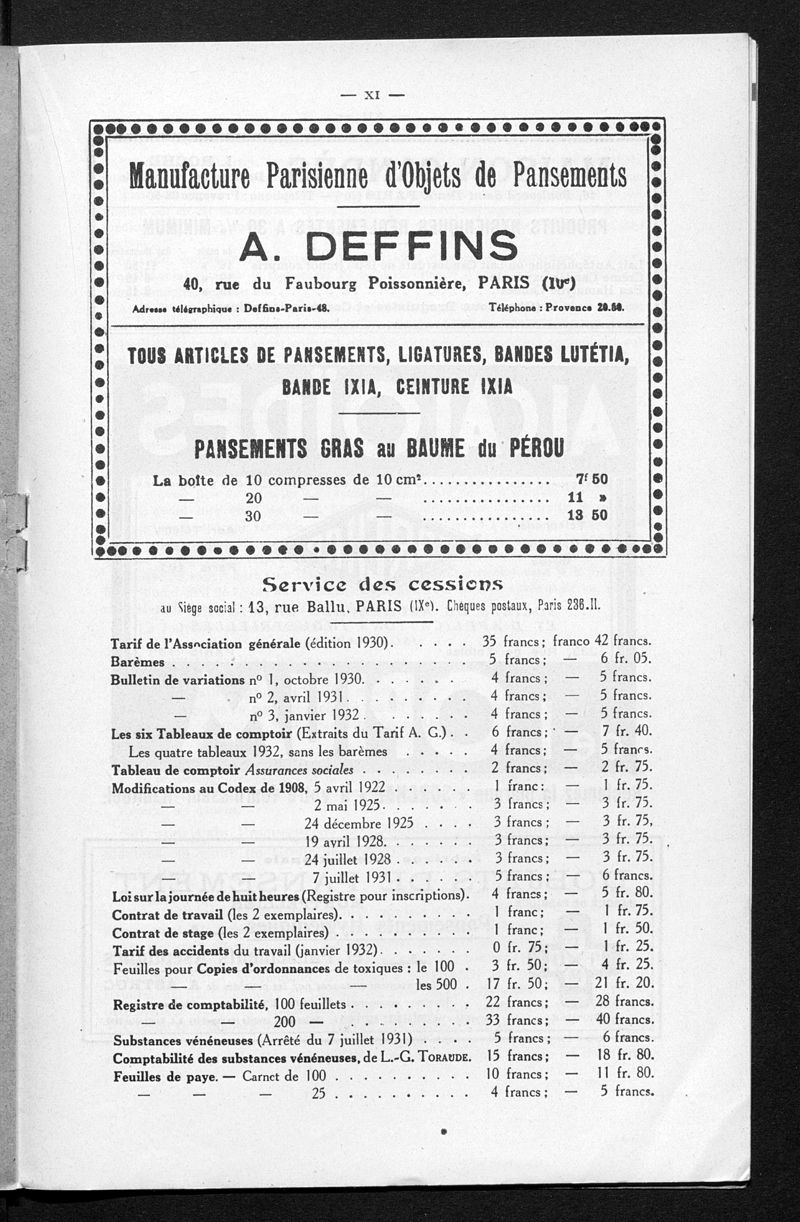 — XI —
Manufacture Parisienne d'Objets de Pansements
A. DEFFINS
40, rue du Faubourg Poissonnière, PARIS (IVe)
Adresse télégraphique : Deffins-Paris-48. Téléphone : Provence 20.50.
TOUS ARTICLES DE PANSEMENTS, LIGATURES, BANDES LUTÉTIA,
BANDE IXIA, CEINTURE IXIA
PANSEMENTS GRAS au BAUME du PÉROU
La boîte de 10 compresses de 10 cm²................ 7f 50
— 20 — — ................ 11 »
— 30 — — ................ 13 50
Service des cessions
au Siège social : 13, rue Ballu, PARIS (IXe). Chèques postaux, Paris 236.II.
Tarif de l'Association générale (édition 1930). . . . . 35 francs ; franco 42 francs.
Barèmes . . . . . . . . . . . . . . . . . . 5 francs ; — 6 fr. 05.
Bulletin de variations nº 1, octobre 1930. . . . . . . 4 francs ; — 5 francs.
— nº 2, avril 1931. . . . . . . . . 4 francs ; — 5 francs.
— nº 3, janvier 1932 . . . . . . . 4 francs ; — 5 francs.
Les six Tableaux de comptoir (Extraits du Tarif A. G.) . . 6 francs ; — 7 fr. 40.
Les quatre tableaux 1932, sans les barèmes . . . . . 4 francs ; — 5 francs.
Tableau de comptoir Assurances sociales . . . . . . . . 2 francs ; — 2 fr. 75.
Modifications au Codex de 1908, 5 avril 1922 . . . . . . 1 franc : — 1 fr. 75.
— — 2 mai 1925. . . . . . . 3 francs ; — 3 fr. 75.
— — 24 décembre 1925 . . . . 3 francs ; — 3 fr. 75.
— — 19 avril 1928. . . . . . . 3 francs ; — 3 fr. 75.
— — 24 juillet 1928 . . . . . . 3 francs ; — 3 fr. 75.
— — 7 juillet 1931 . . . . . . 5 francs ; — 6 francs.
Loi sur la journée de huit heures (Registre pour inscriptions). 4 francs ; — 5 fr. 80.
Contrat de travail (les 2 exemplaires). . . . . . . . . . 1 franc ; — 1 fr. 75.
Contrat de stage (les 2 exemplaires) . . . . . . . . . . 1 franc ; — 1 fr. 50.
Tarif des accidents du travail (janvier 1932). . . . . . . 0 fr. 75 ; — 1 fr. 25.
Feuilles pour Copies d'ordonnances de toxiques : le 100 . 3 fr. 50 ; — 4 fr. 25.
— — — les 500 . 17 fr. 50 ; — 21 fr. 20.
Registre de comptabilité, 100 feuillets . . . . . . . . . 22 francs ; — 28 francs.
— — 200 — . . . . . . . . . 33 francs ; — 40 francs.
Substances vénéneuses (Arrêté du 7 juillet 1931) . . . . 5 francs ; — 6 francs.
Comptabilité des substances vénéneuses, de L.-G. TORAUDE. 15 francs ; — 18 fr. 80.
Feuilles de paye. — Carnet de 100 . . . . . . . . . . 10 francs ; — 11 fr. 80.
— — — 25 . . . . . . . . . . 4 francs ; — 5 francs.